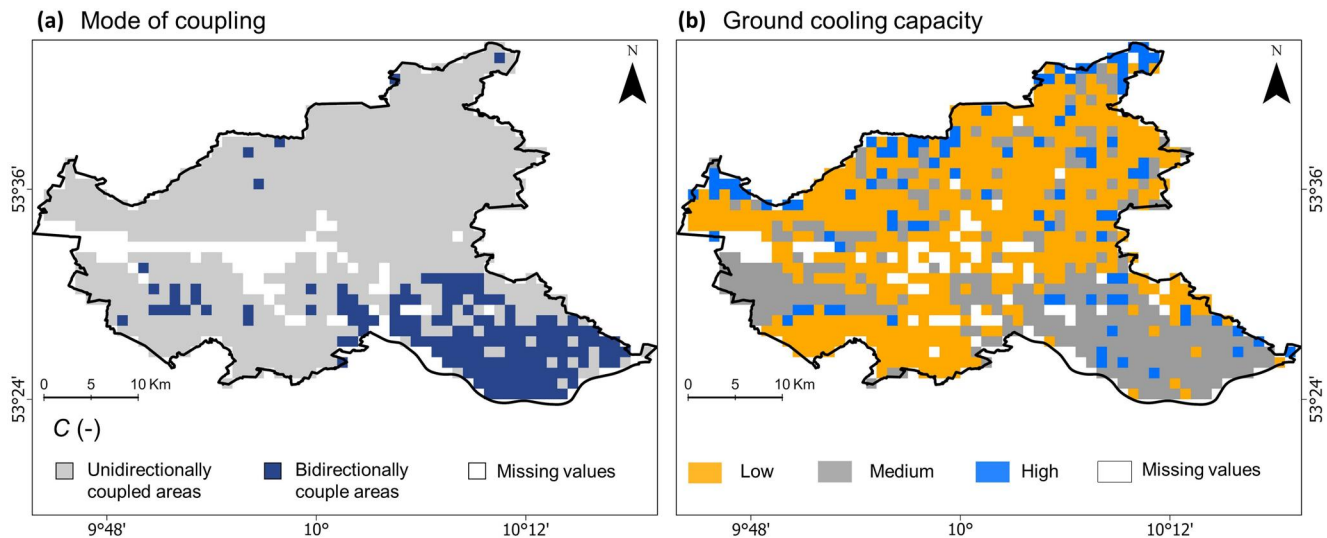 (a) Mode of coupling
N
53°36'
53°24'
0 5 10 Km
C (-)
Unidirectionally
coupled areas
Bidirectionally
couple areas
Missing values
9°48' 10° 10°12'
(b) Ground cooling capacity
N
53°36'
53°24'
0 5 10 Km
Low
Medium
High
Missing values
9°48' 10° 10°12'